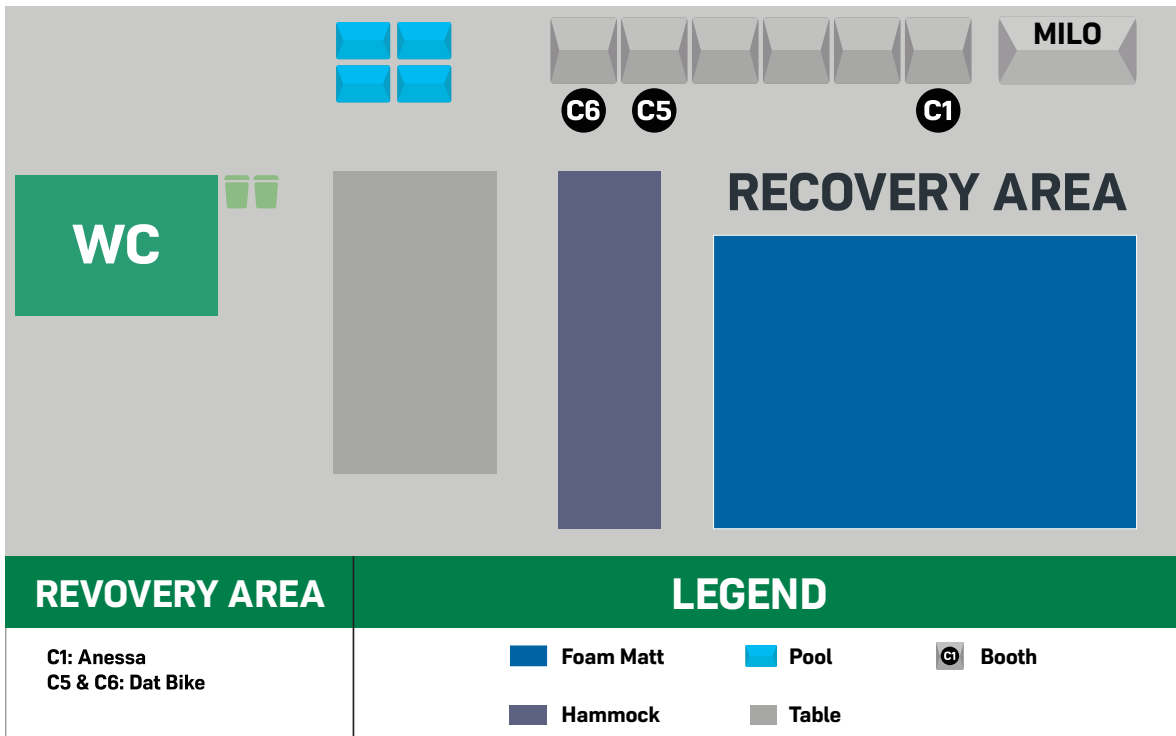 MILO
C6 C5 C1
RECOVERY AREA
WC
REVOVERY AREA
C1: Anessa
C5 & C6: Dat Bike
LEGEND
Foam Matt
Pool
C1 Booth
Hammock
Table